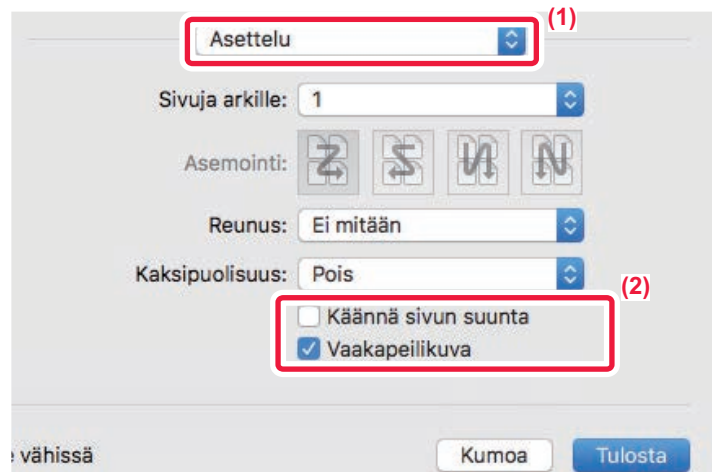 (1)
Asettelu
Sivuja arkille: 1
Asemointi:
Reunus: Ei mitään
Kaksipuolisuus: Pois
(2)
Käännä sivun suunta
Vaakapeilikuva
vähissä Kumoa Tulosta